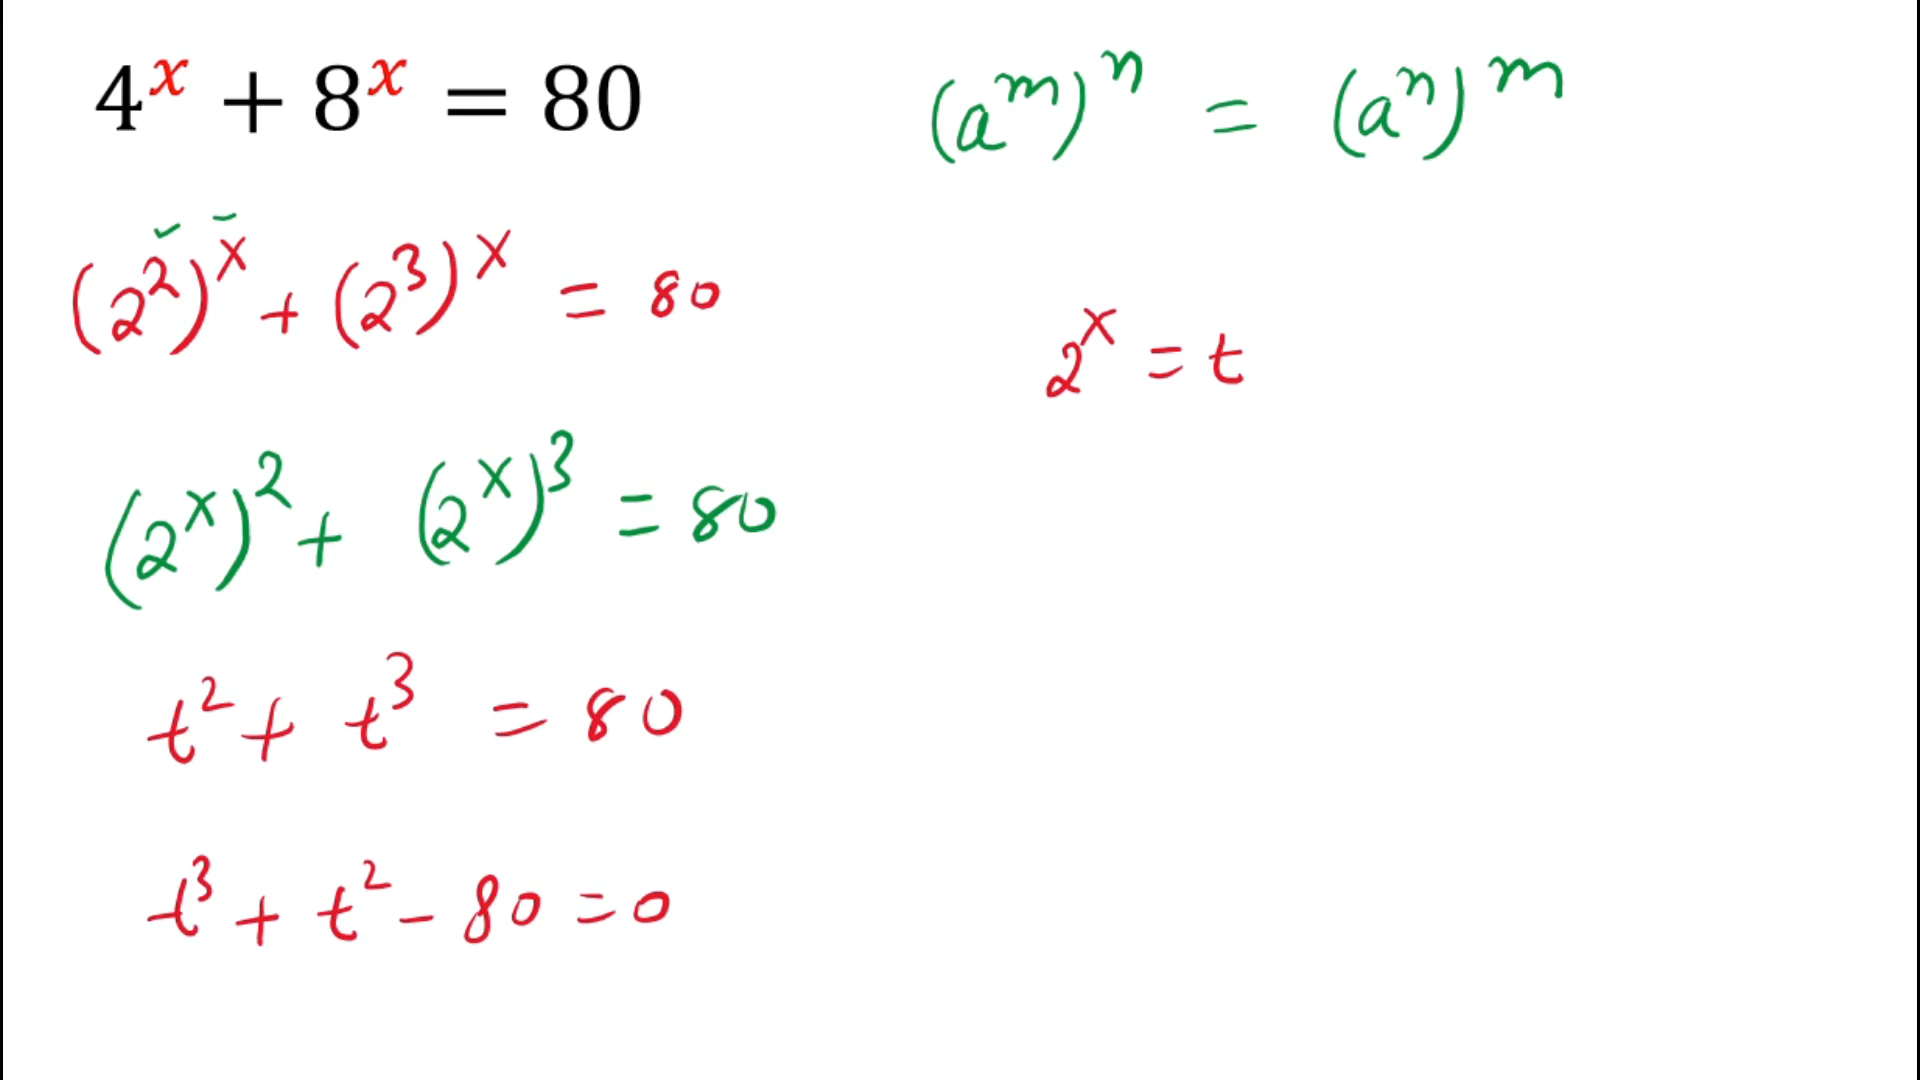 4^x + 8^x = 80
(a^m)^n = (a^n)^m
(2^2)^x + (2^3)^x = 80
2^x = t
(2^x)^2 + (2^x)^3 = 80
t^2 + t^3 = 80
t^3 + t^2 - 80 = 0